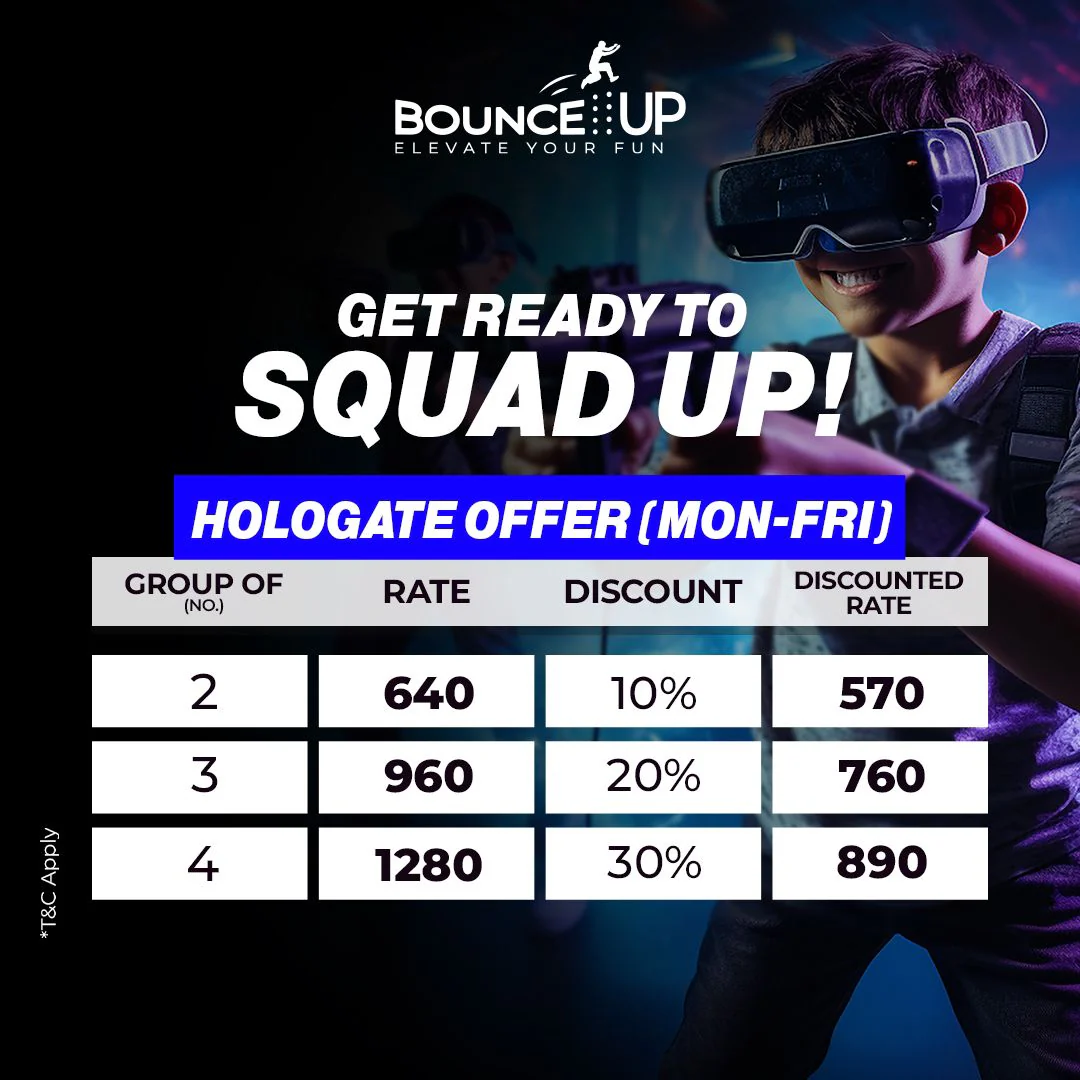 BOUNCE UP
ELEVATE YOUR FUN
GET READY TO
SQUAD UP!
HOLOGATE OFFER (MON-FRI)
GROUP OF (NO.) RATE DISCOUNT DISCOUNTED RATE
2 640 10% 570
3 960 20% 760
4 1280 30% 890
*T&C Apply